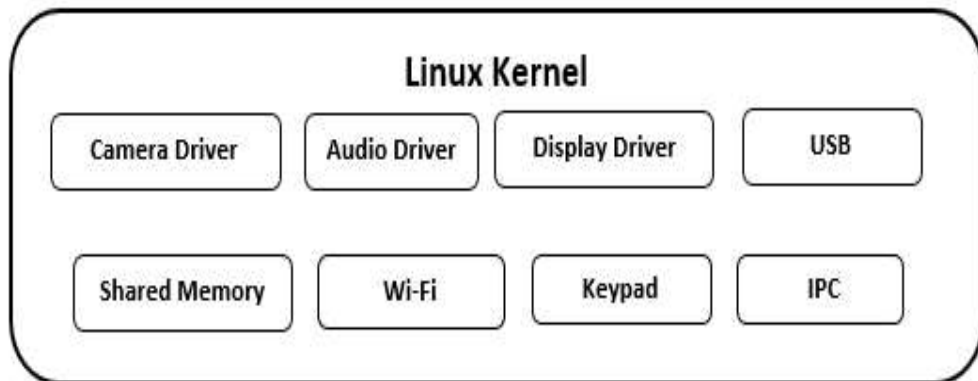 Linux Kernel
Camera Driver
Audio Driver
Display Driver
USB
Shared Memory
Wi-Fi
Keypad
IPC